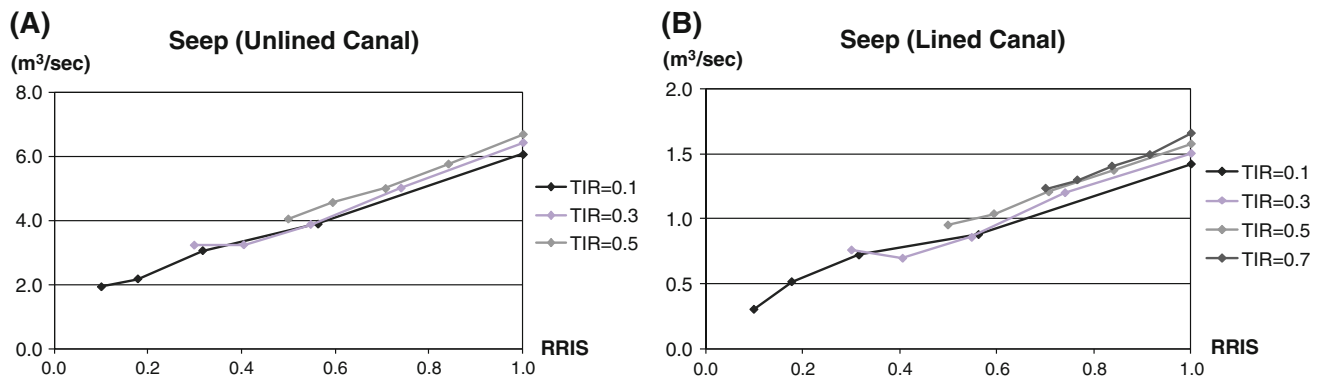 (A)
Seep (Unlined Canal)
(m³/sec)
8.0
6.0
4.0
2.0
0.0
0.0 0.2 0.4 0.6 0.8 1.0
RRIS
TIR=0.1
TIR=0.3
TIR=0.5
(B)
Seep (Lined Canal)
(m³/sec)
2.0
1.5
1.0
0.5
0.0
0.0 0.2 0.4 0.6 0.8 1.0
RRIS
TIR=0.1
TIR=0.3
TIR=0.5
TIR=0.7